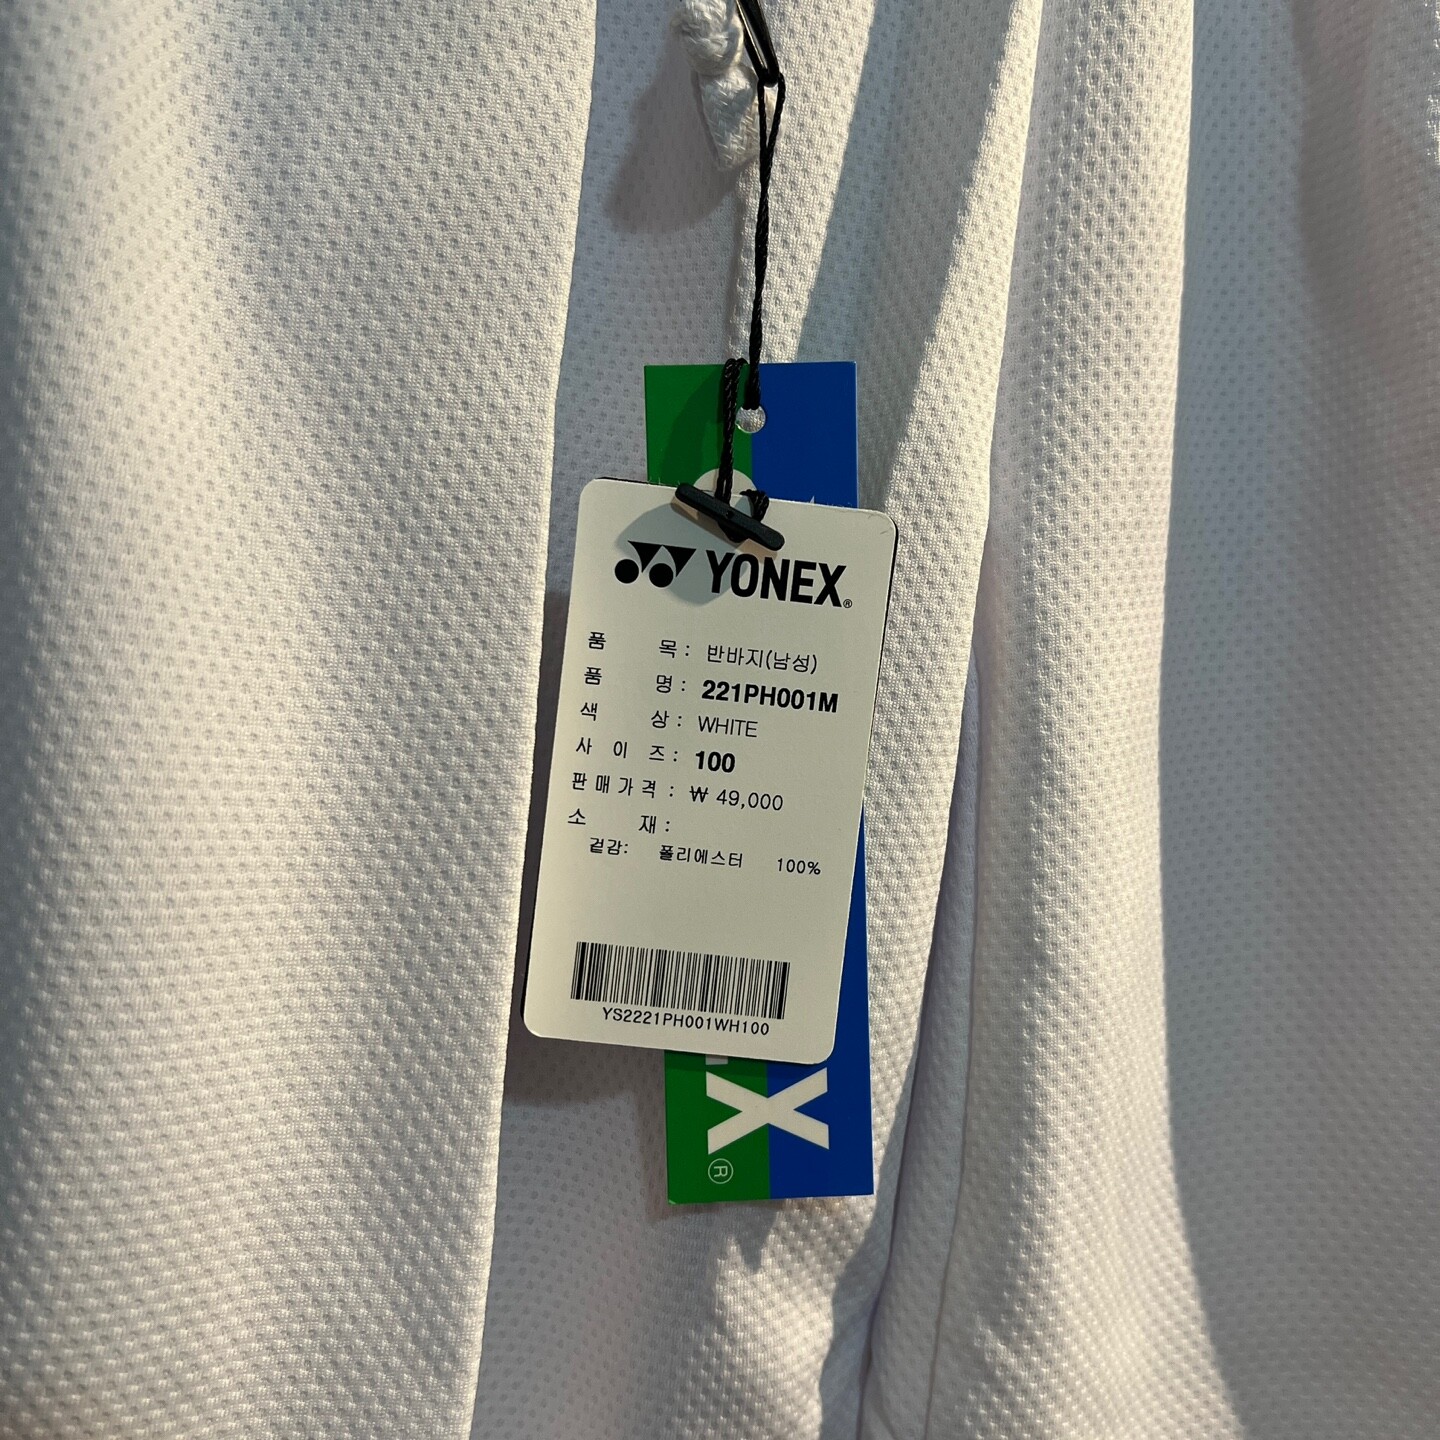 YONEX®
품 목 : 반바지(남성)
품 명 : 221PH001M
색 상 : WHITE
사 이 즈 : 100
판 매 가 격 : ₩ 49,000
소 재 :
겉감: 폴리에스터 100%
YS2221PH001WH100
X
®